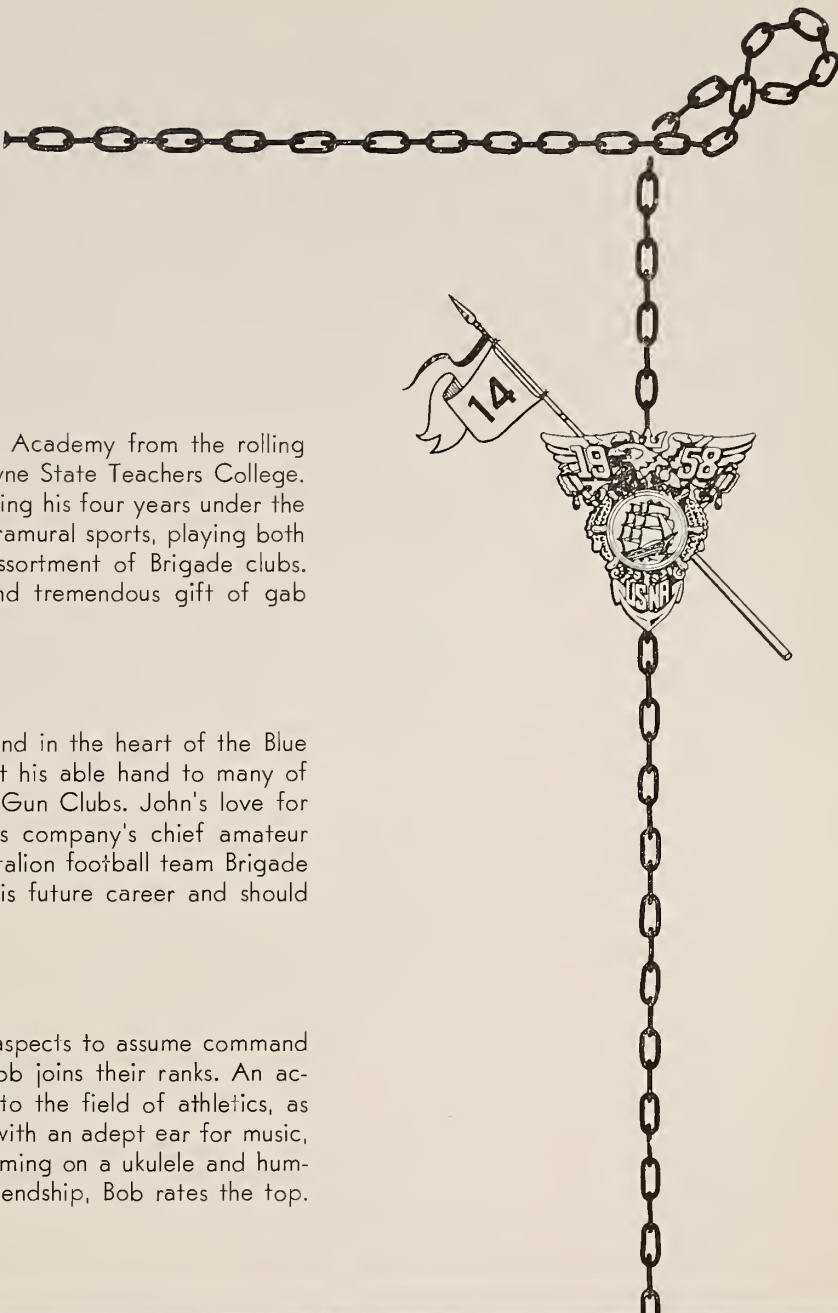 14
19 58
USNA
Academy from the rolling
yne State Teachers College.
ing his four years under the
ramural sports, playing both
ssortment of Brigade clubs.
nd tremendous gift of gab
nd in the heart of the Blue
t his able hand to many of
Gun Clubs. John's love for
s company's chief amateur
talion football team Brigade
is future career and should
aspects to assume command
ob joins their ranks. An ac-
to the field of athletics, as
with an adept ear for music,
ming on a ukulele and hum-
endship, Bob rates the top.